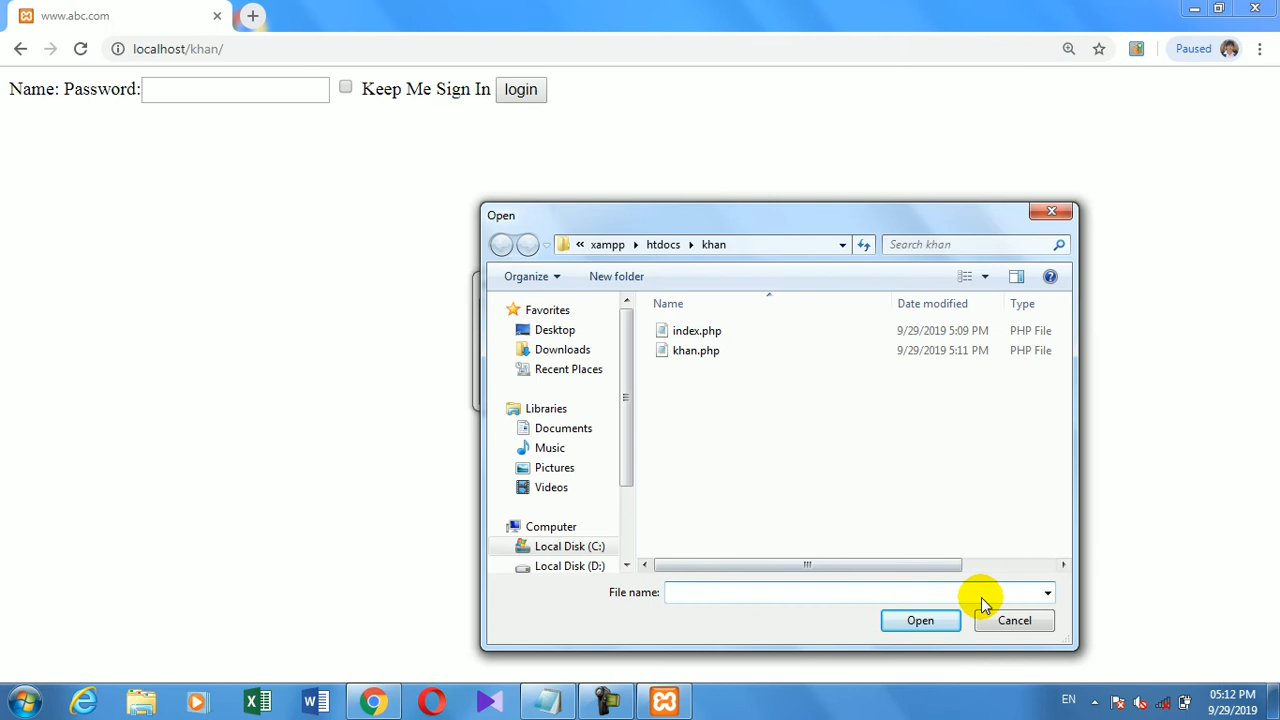 www.abc.com
localhost/khan/
Paused
Name: Password: Keep Me Sign In login
Open
« xampp htdocs khan
Search khan
Organize New folder
Name Date modified Type
Favorites
Desktop
Downloads
Recent Places
Libraries
Documents
Music
Pictures
Videos
Computer
Local Disk (C:)
Local Disk (D:)
index.php 9/29/2019 5:09 PM PHP File
khan.php 9/29/2019 5:11 PM PHP File
File name:
Open Cancel
EN
05:12 PM
9/29/2019